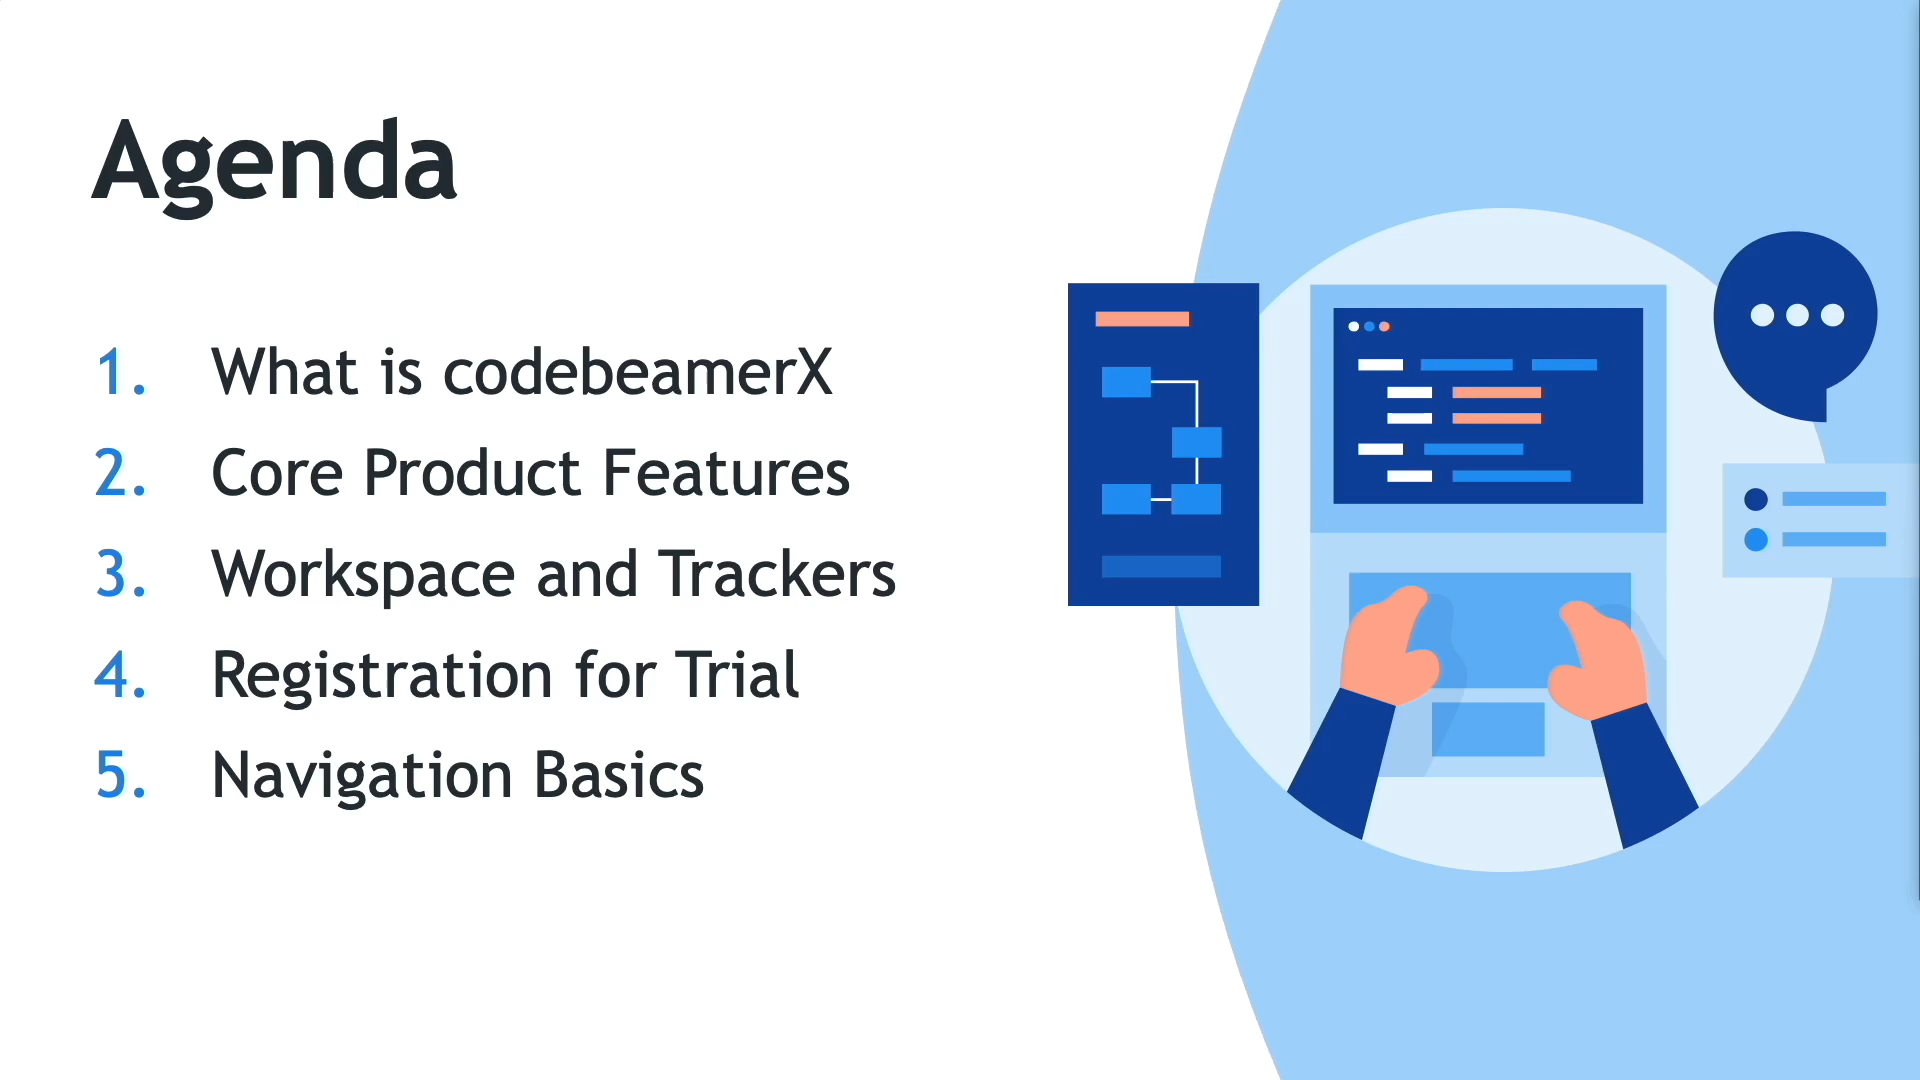 Agenda
1. What is codebeamerX
2. Core Product Features
3. Workspace and Trackers
4. Registration for Trial
5. Navigation Basics